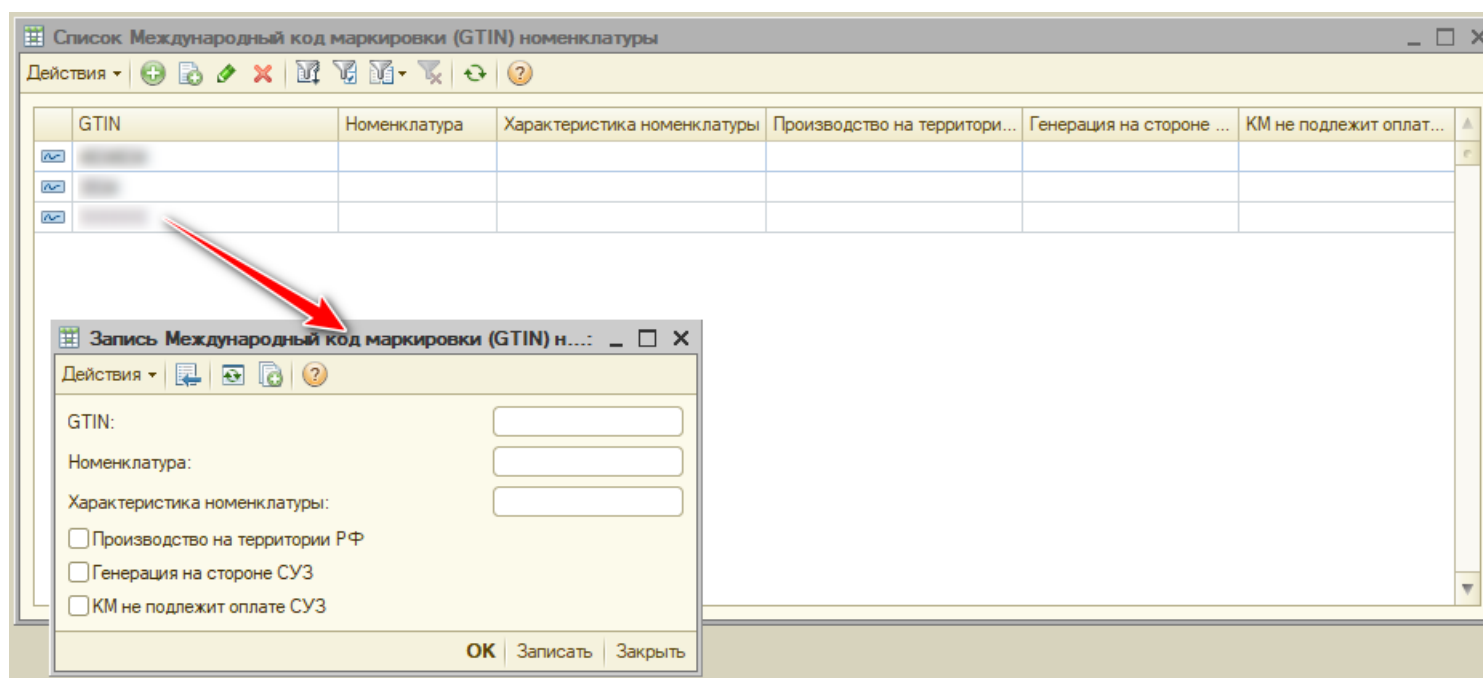 Список Международный код маркировки (GTIN) номенклатуры
Действия
GTIN Номенклатура Характеристика номенклатуры Производство на территори... Генерация на стороне ... КМ не подлежит оплат...
Запись Международный код маркировки (GTIN) н...:
Действия
GTIN:
Номенклатура:
Характеристика номенклатуры:
Производство на территории РФ
Генерация на стороне СУЗ
КМ не подлежит оплате СУЗ
OK Записать Закрыть